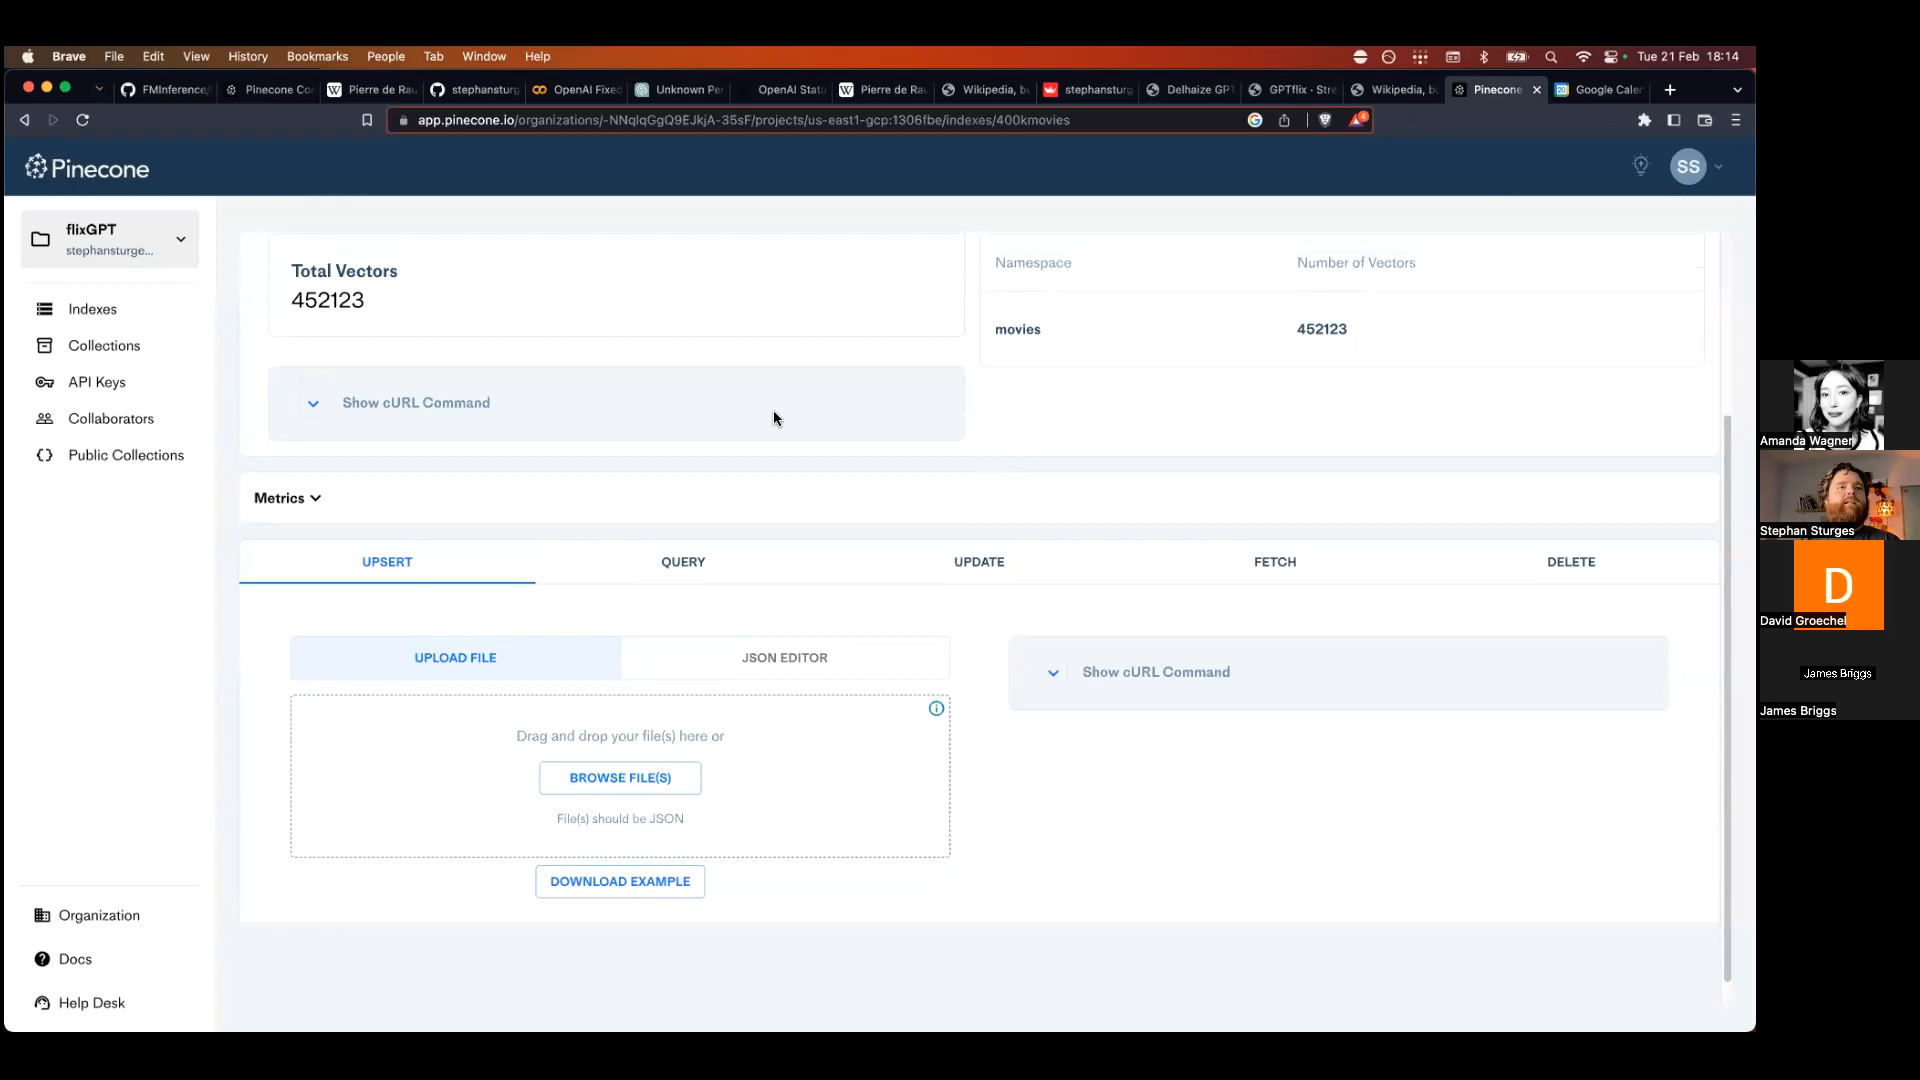 Brave File Edit View History Bookmarks People Tab Window Help Tue 21 Feb 18:14
FMInference/ Pinecone Co Pierre de Ra stephansturg OpenAI Fixed Unknown Pe OpenAI Statu Pierre de Ra Wikipedia, b stephansturg Delhaize GP GPTflix - Stre Wikipedia, b Pinecone Google Caler
app.pinecone.io/organizations/-NNqlqGgQ9EJkjA-35sF/projects/us-east1-gcp:1306fbe/indexes/400kmovies
Pinecone
SS
flixGPT
stephansturge...
Indexes
Collections
API Keys
Collaborators
Public Collections
Organization
Docs
Help Desk
Total Vectors
452123
Namespace Number of Vectors
movies 452123
Show cURL Command
Metrics
UPSERT QUERY UPDATE FETCH DELETE
UPLOAD FILE JSON EDITOR
Show cURL Command
Drag and drop your file(s) here or
BROWSE FILE(S)
File(s) should be JSON
DOWNLOAD EXAMPLE
Amanda Wagner
Stephan Sturges
D
David Groechel
James Briggs
James Briggs